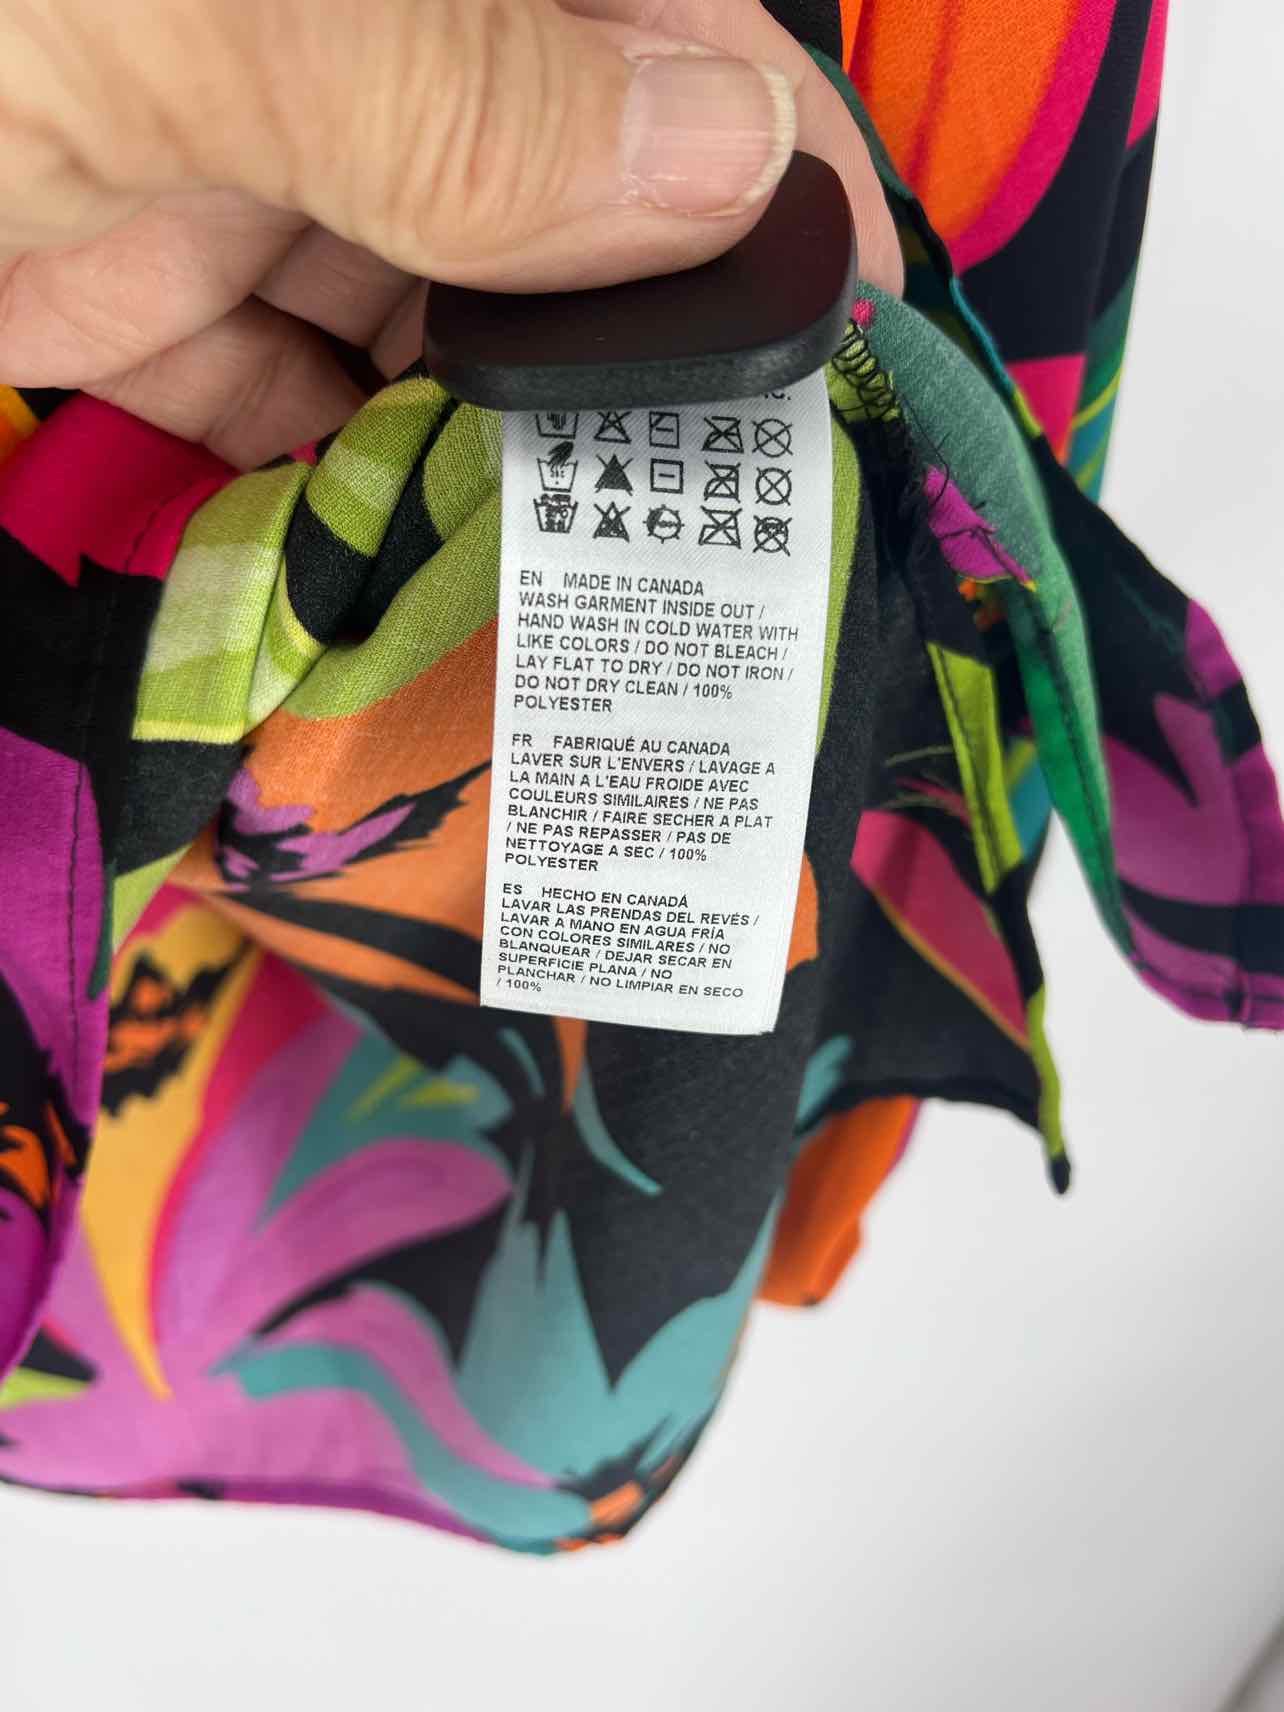 EN MADE IN CANADA
WASH GARMENT INSIDE OUT /
HAND WASH IN COLD WATER WITH
LIKE COLORS / DO NOT BLEACH /
LAY FLAT TO DRY / DO NOT IRON /
DO NOT DRY CLEAN / 100%
POLYESTER
FR FABRIQUÉ AU CANADA
LAVER SUR L'ENVERS / LAVAGE A
LA MAIN A L'EAU FROIDE AVEC
COULEURS SIMILAIRES / NE PAS
BLANCHIR / FAIRE SECHER A PLAT
/ NE PAS REPASSER / PAS DE
NETTOYAGE A SEC / 100%
POLYESTER
ES HECHO EN CANADÁ
LAVAR LAS PRENDAS DEL REVÉS /
LAVAR A MANO EN AGUA FRÍA
CON COLORES SIMILARES / NO
BLANQUEAR / DEJAR SECAR EN
SUPERFICIE PLANA / NO
PLANCHAR / NO LIMPIAR EN SECO
/ 100%